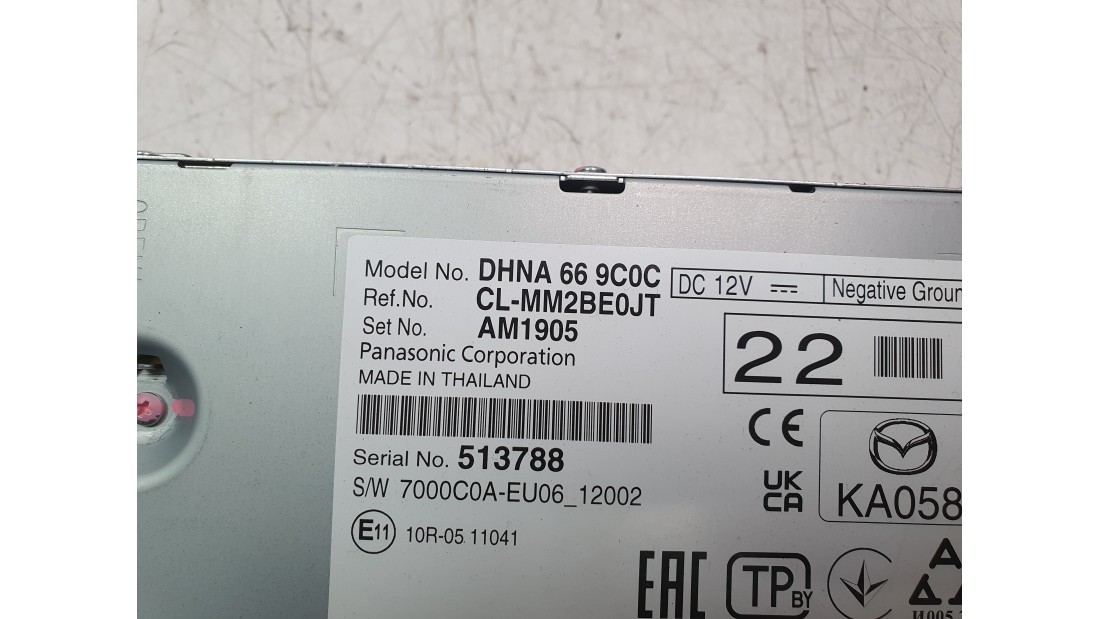 Model No. DHNA 66 9C0C
DC 12V ⎓ Negative Groun
Ref.No. CL-MM2BE0JT
Set No. AM1905
22
Panasonic Corporation
MADE IN THAILAND
CE
Serial No. 513788
UK
CA
S/W 7000C0A-EU06_12002
KA058
E11 10R-05 11041
EAC
TP BY
И005